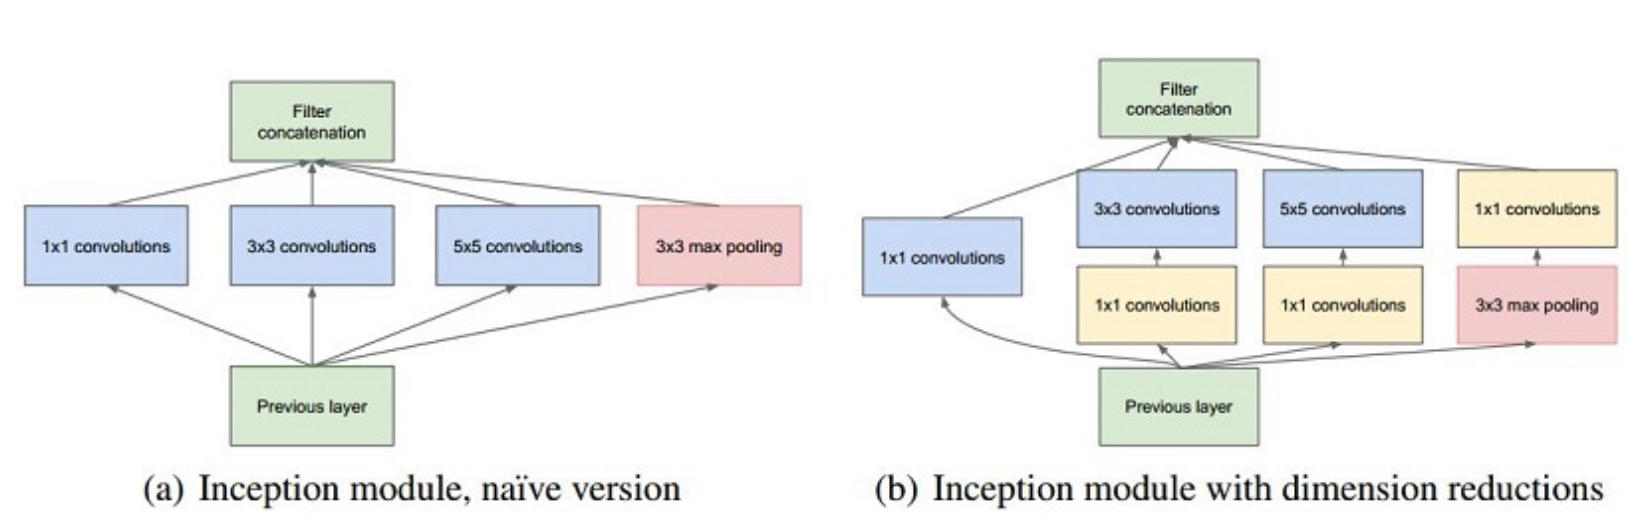 Filter
concatenation
1x1 convolutions
3x3 convolutions
5x5 convolutions
3x3 max pooling
Previous layer
(a) Inception module, naïve version
Filter
concatenation
3x3 convolutions
5x5 convolutions
1x1 convolutions
1x1 convolutions
1x1 convolutions
1x1 convolutions
3x3 max pooling
Previous layer
(b) Inception module with dimension reductions